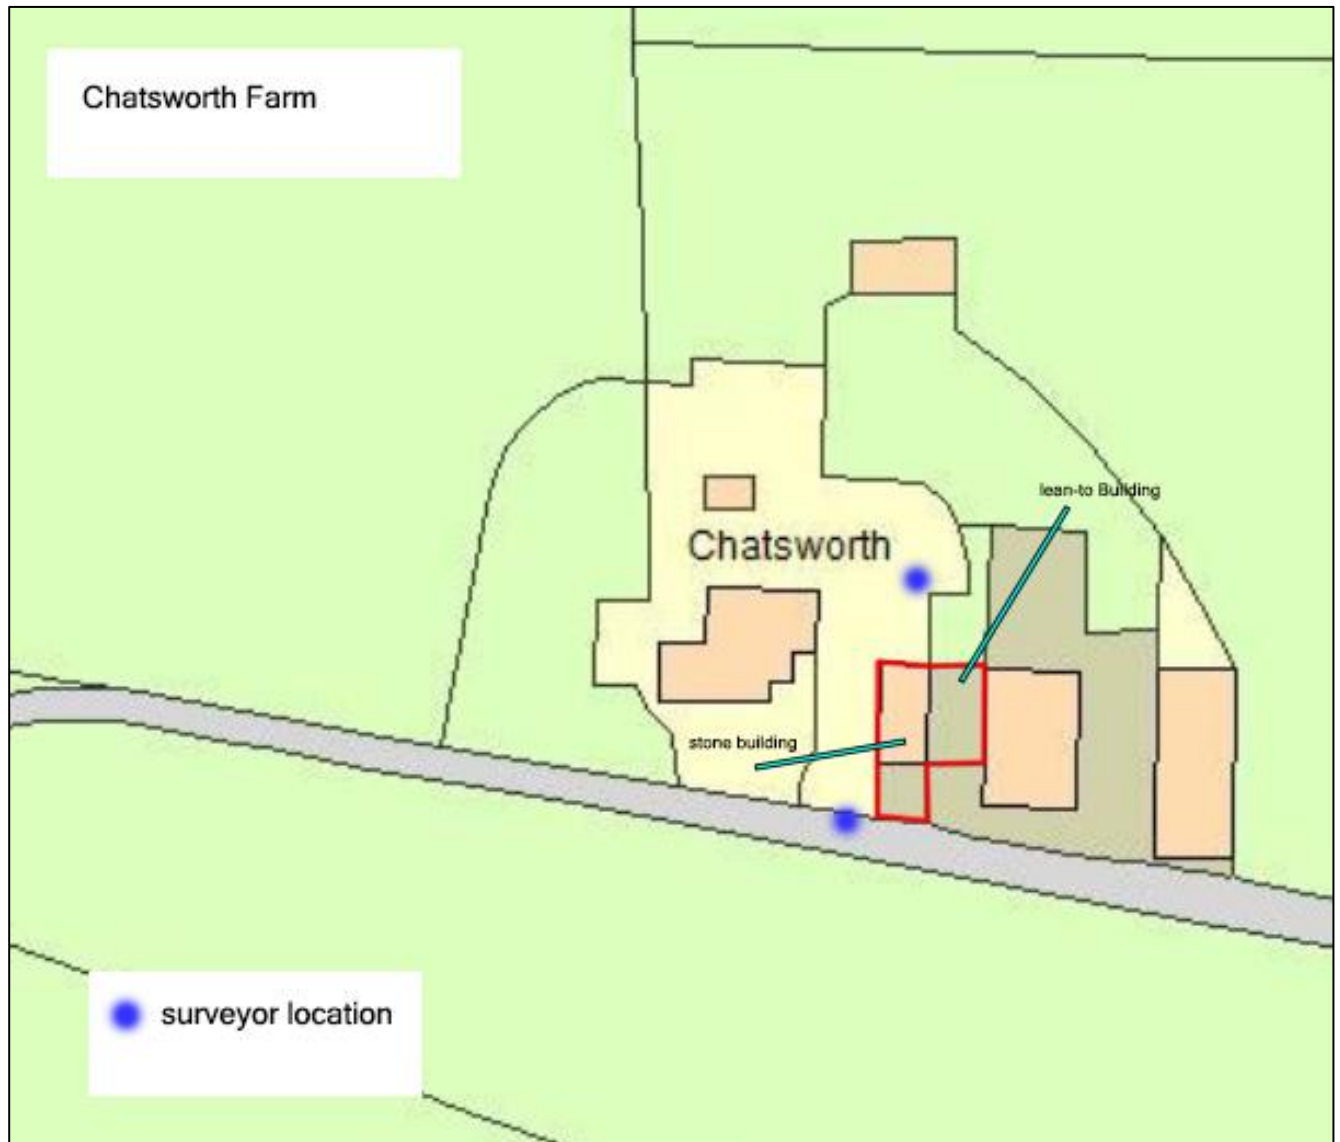 Chatsworth Farm
lean-to Building
Chatsworth
stone building
surveyor location